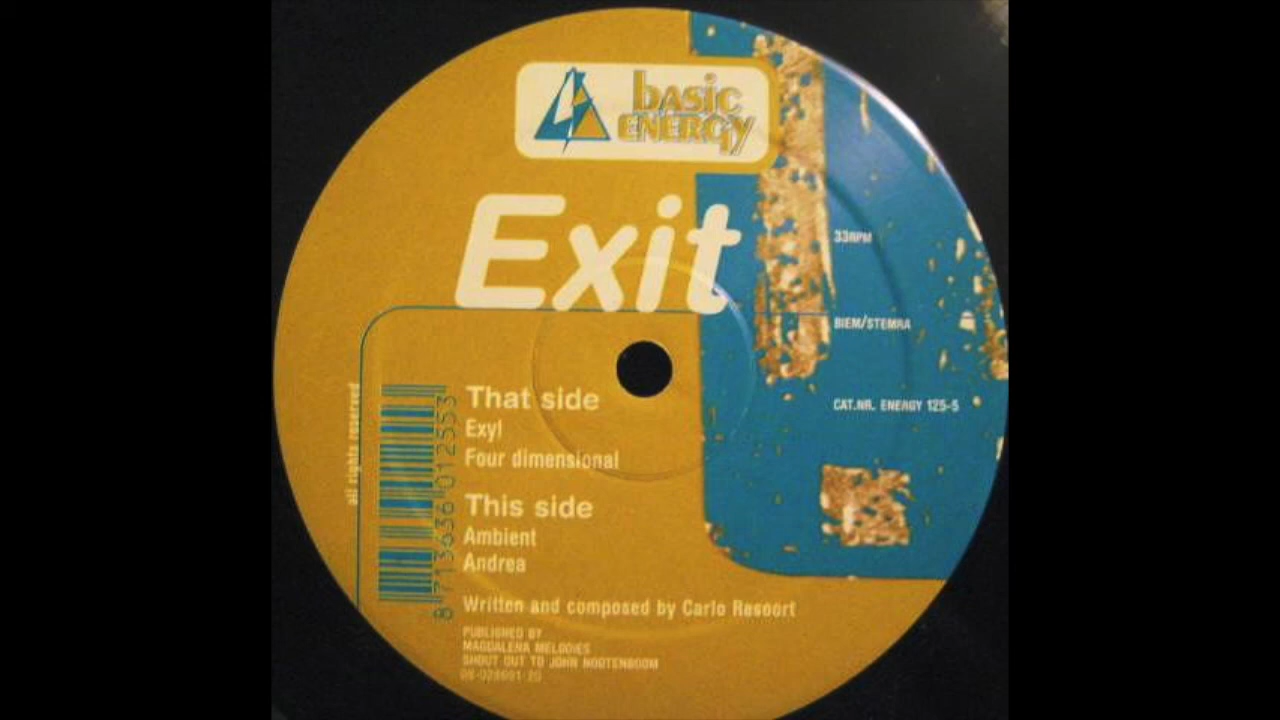 basic
ENERGY
Exit
33RPM
BIEM/STEMRA
CAT.NR. ENERGY 125-5
all rights reserved
8 713636 012553
That side
Exyl
Four dimensional
This side
Ambient
Andrea
Written and composed by Carlo Resoort
PUBLISHED BY
MAGDALENA MELODIES
SHOUT OUT TO JOHN NOOTENBOOM